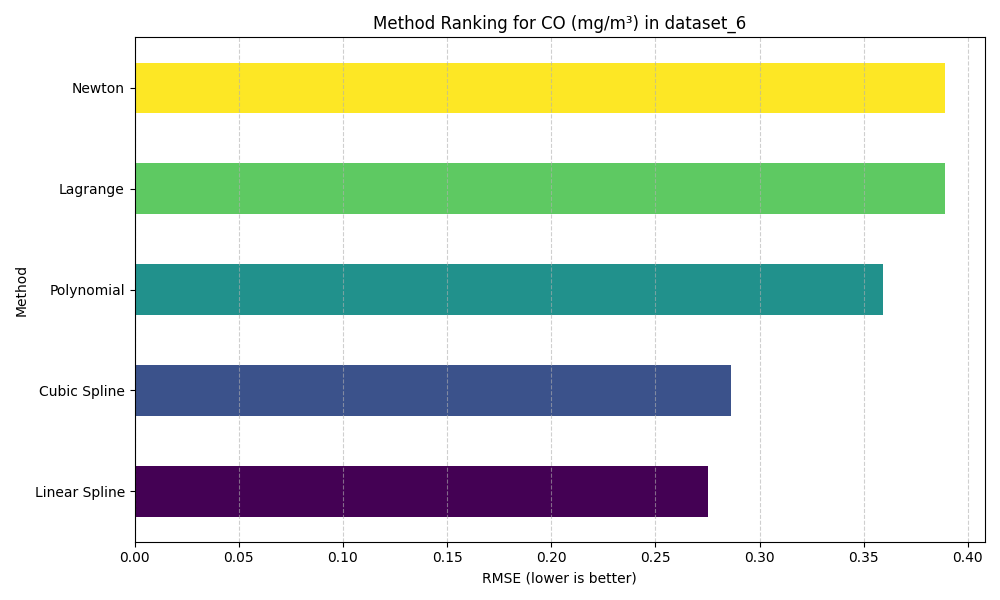 Method Ranking for CO (mg/m³) in dataset_6
Method
Newton
Lagrange
Polynomial
Cubic Spline
Linear Spline
0.00 0.05 0.10 0.15 0.20 0.25 0.30 0.35 0.40
RMSE (lower is better)